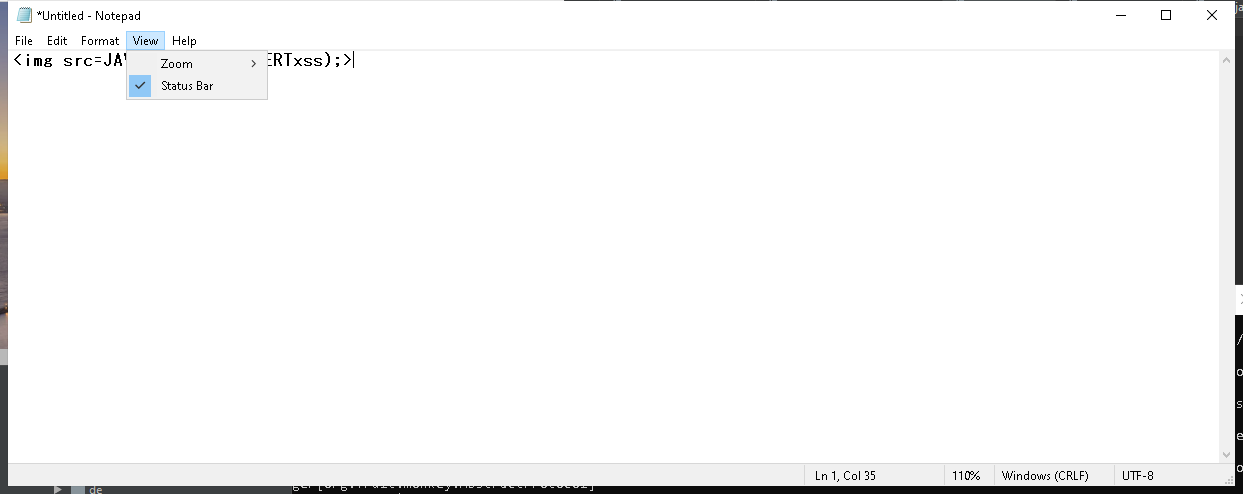 *Untitled - Notepad
File Edit Format View Help
<img src=JA ERTxss);>
Zoom
Status Bar
Ln 1, Col 35 110% Windows (CRLF) UTF-8
de